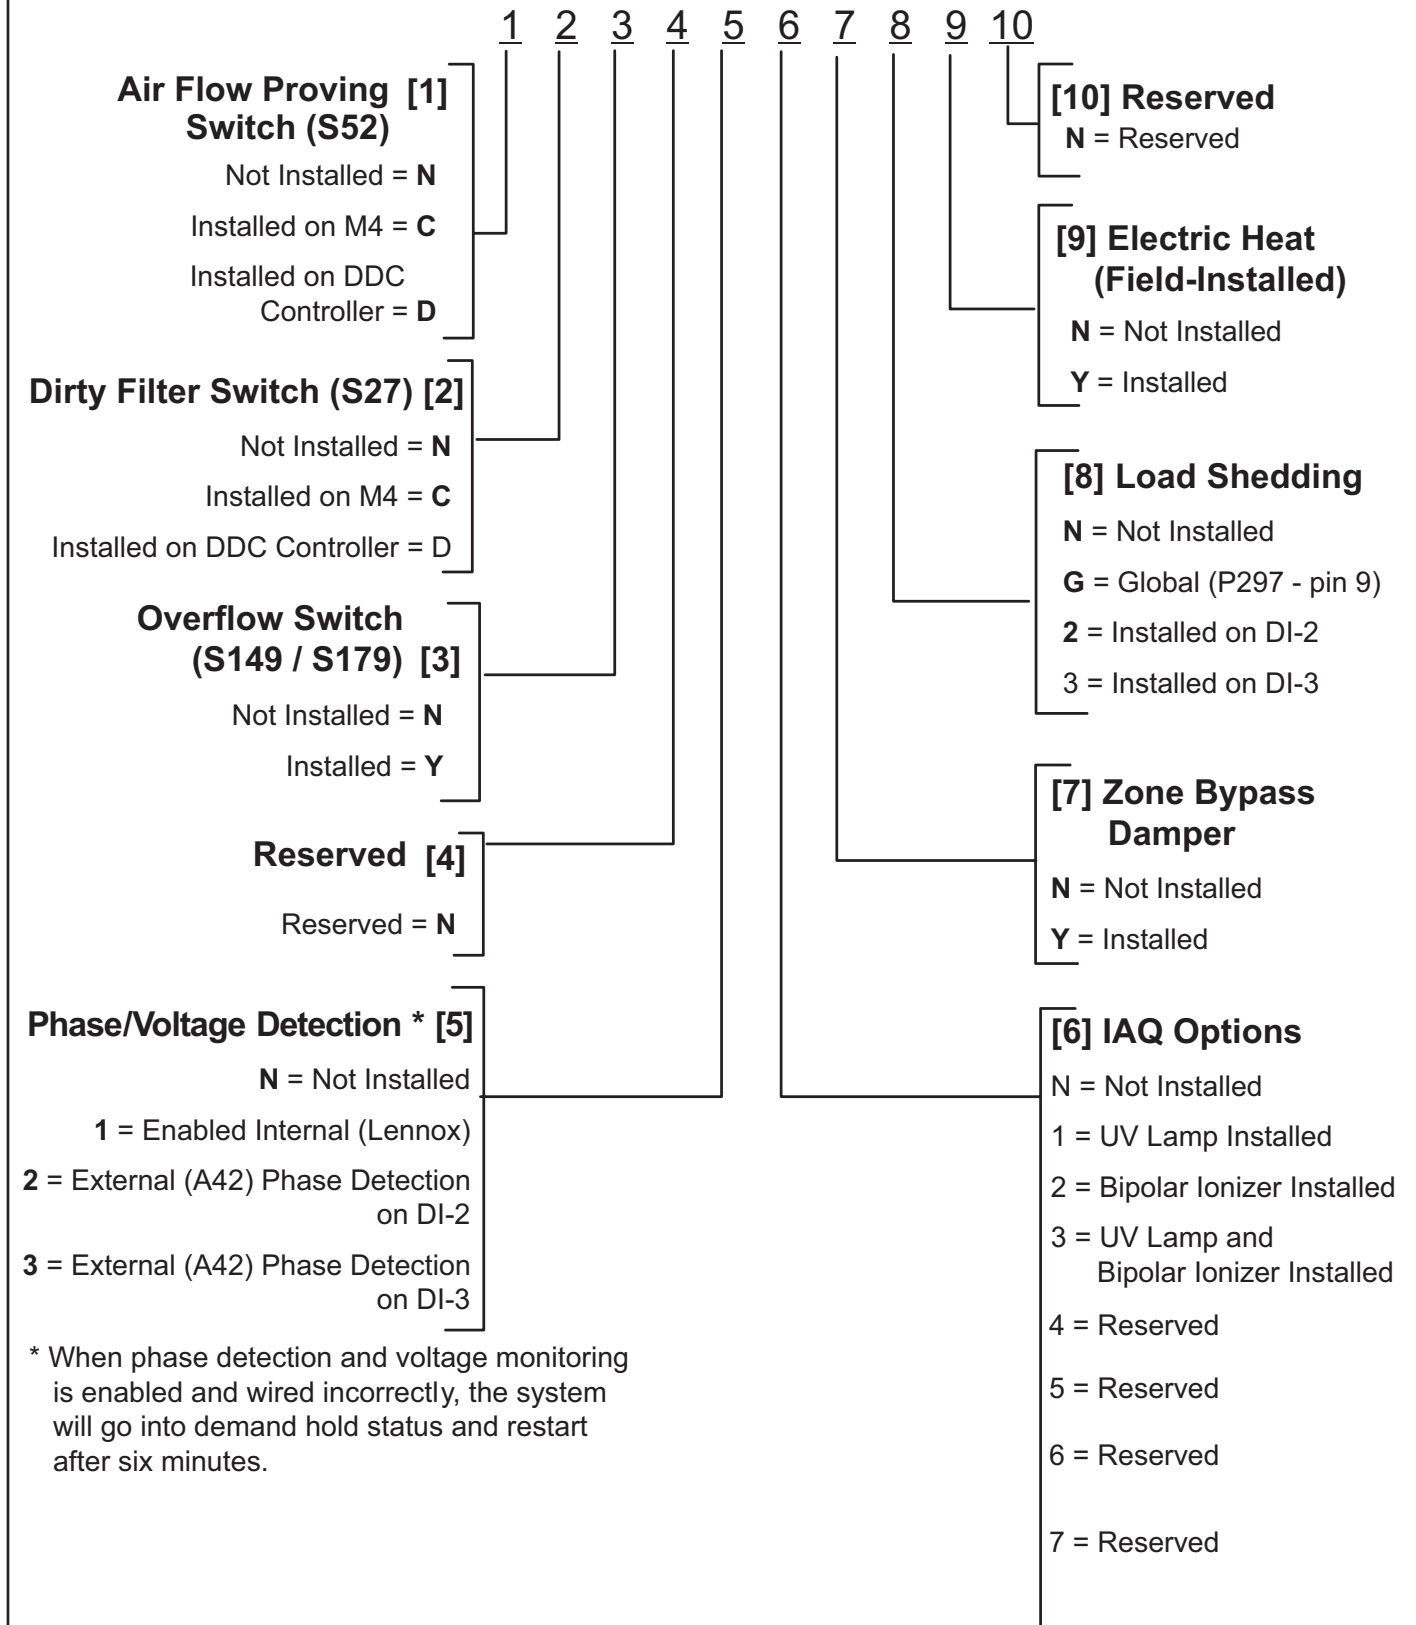 1 2 3 4 5 6 7 8 9 10
Air Flow Proving [1]
Switch (S52)
Not Installed = N
Installed on M4 = C
Installed on DDC
Controller = D
Dirty Filter Switch (S27) [2]
Not Installed = N
Installed on M4 = C
Installed on DDC Controller = D
Overflow Switch
(S149 / S179) [3]
Not Installed = N
Installed = Y
Reserved [4]
Reserved = N
Phase/Voltage Detection * [5]
N = Not Installed
1 = Enabled Internal (Lennox)
2 = External (A42) Phase Detection
on DI-2
3 = External (A42) Phase Detection
on DI-3
* When phase detection and voltage monitoring
is enabled and wired incorrectly, the system
will go into demand hold status and restart
after six minutes.
[10] Reserved
N = Reserved
[9] Electric Heat
(Field-Installed)
N = Not Installed
Y = Installed
[8] Load Shedding
N = Not Installed
G = Global (P297 - pin 9)
2 = Installed on DI-2
3 = Installed on DI-3
[7] Zone Bypass
Damper
N = Not Installed
Y = Installed
[6] IAQ Options
N = Not Installed
1 = UV Lamp Installed
2 = Bipolar Ionizer Installed
3 = UV Lamp and
Bipolar Ionizer Installed
4 = Reserved
5 = Reserved
6 = Reserved
7 = Reserved